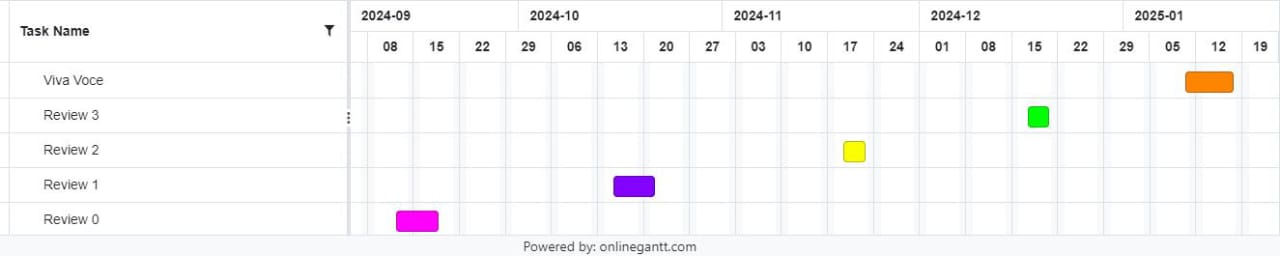 Task Name
2024-09 2024-10 2024-11 2024-12 2025-01
08 15 22 29 06 13 20 27 03 10 17 24 01 08 15 22 29 05 12 19
Viva Voce
Review 3
Review 2
Review 1
Review 0
Powered by: onlinegantt.com